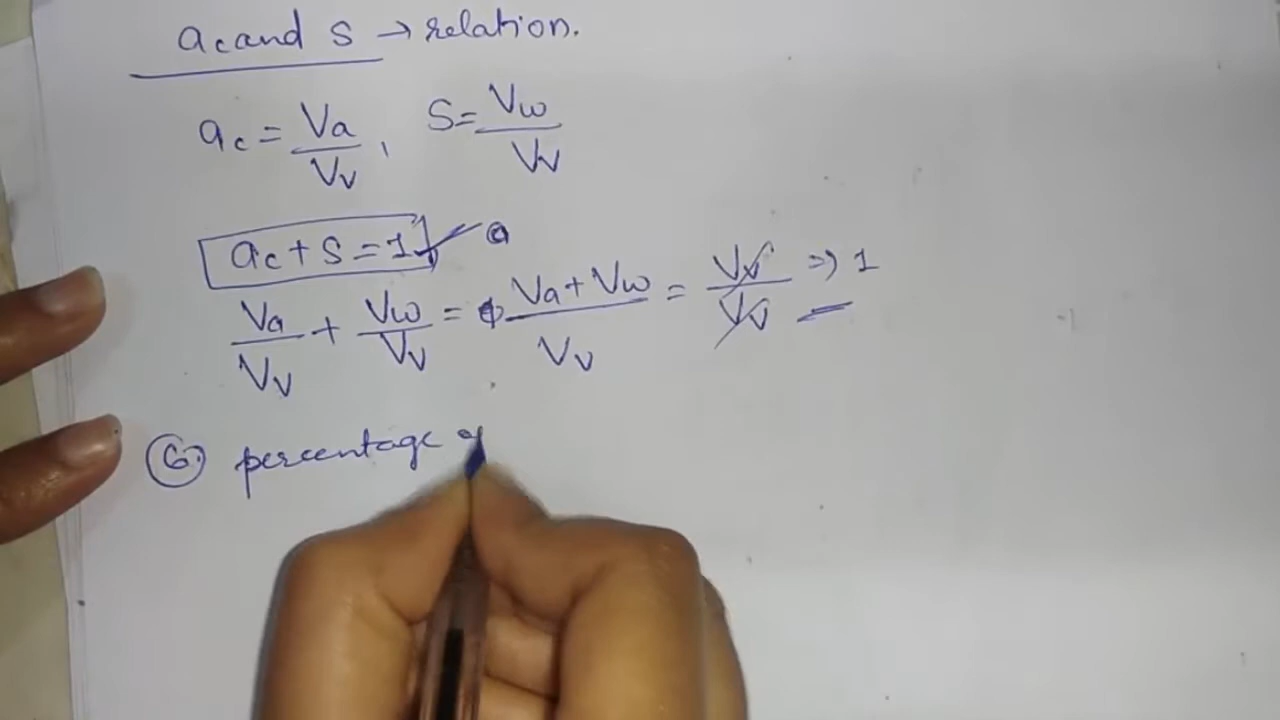 ac and S → relation.
ac = Va/Vv , S = Vw/Vv
ac + S = 1
Va/Vv + Vw/Vv = Va + Vw/Vv = Vv/Vv => 1
6. percentage